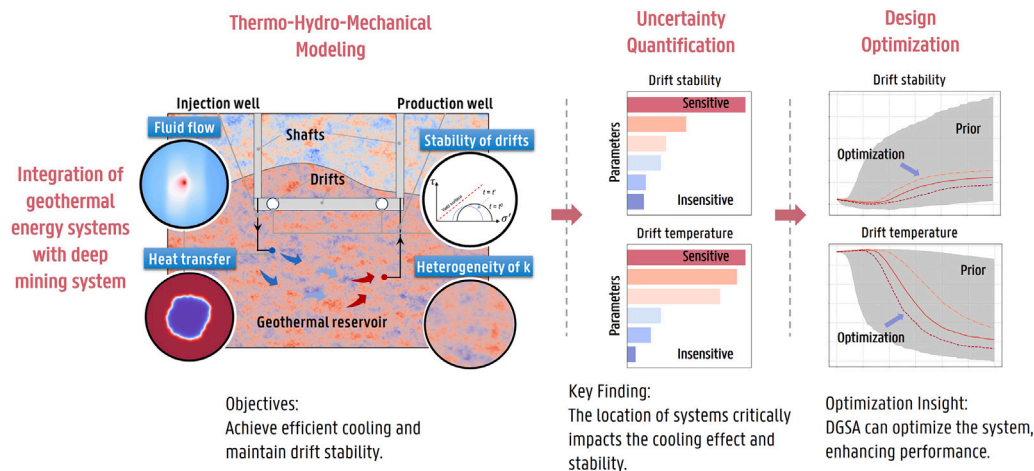 Thermo-Hydro-Mechanical
Modeling
Uncertainty
Quantification
Design
Optimization
Integration of
geothermal
energy systems
with deep
mining system
Injection well
Production well
Fluid flow
Shafts
Stability of drifts
Drifts
τ
Yield surface
t = t'
t = t⁰
σ'
Heat transfer
Heterogeneity of k
Geothermal reservoir
Objectives:
Achieve efficient cooling and
maintain drift stability.
Drift stability
Parameters
Sensitive
Insensitive
Drift temperature
Parameters
Sensitive
Insensitive
Key Finding:
The location of systems critically
impacts the cooling effect and
stability.
Drift stability
Prior
Optimization
Drift temperature
Prior
Optimization
Optimization Insight:
DGSA can optimize the system,
enhancing performance.